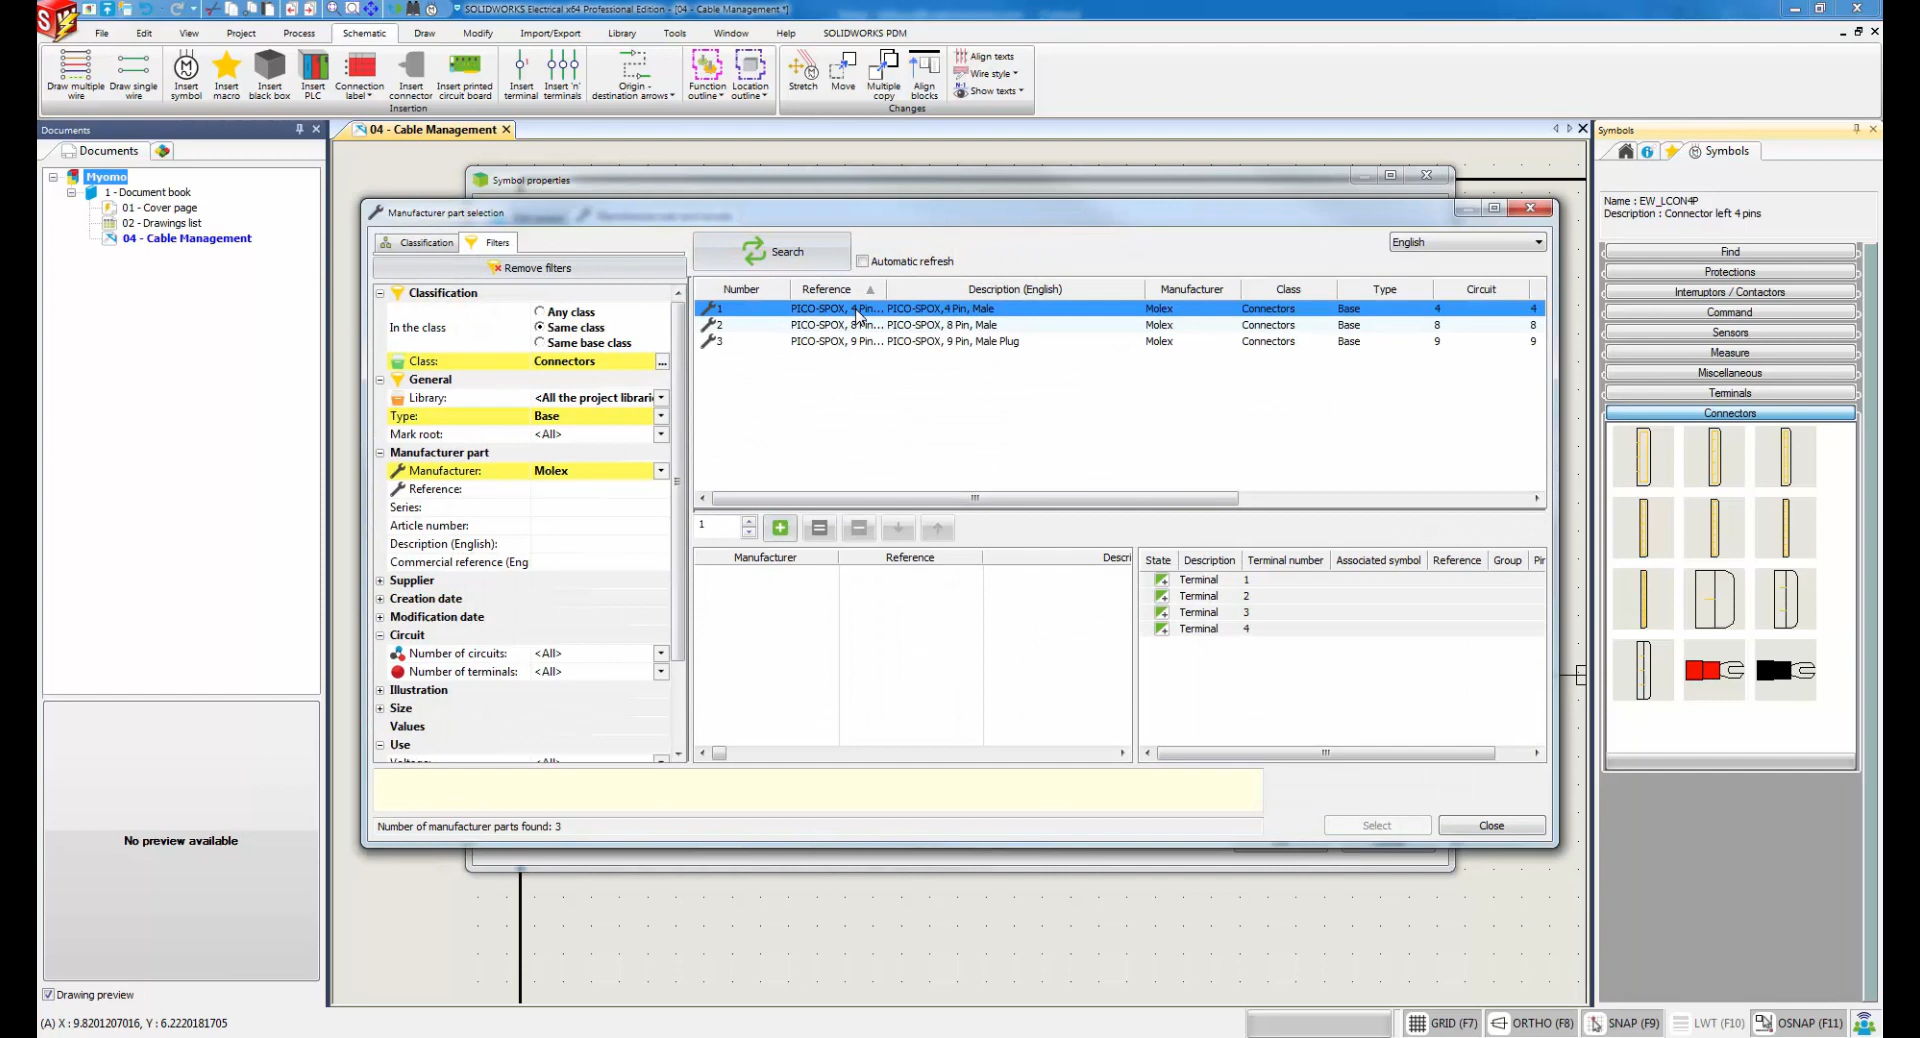 SOLIDWORKS Electrical x64 Professional Edition - [04 - Cable Management*]
File Edit View Project Process Schematic Draw Modify Import/Export Library Tools Window Help SOLIDWORKS PDM
Draw multiple wire
Draw single wire
Insert symbol
Insert macro
Insert black box
Insert PLC
Connection label
Insert connector
Insert printed circuit board
Insert terminal
Insert 'n' terminals
Origin - destination arrows
Function outline
Location outline
Stretch
Move
Multiple copy
Align blocks
Align texts
Wire style
Show texts
Insertion
Changes
Documents
Documents
Myomo
1 - Document book
01 - Cover page
02 - Drawings list
04 - Cable Management
No preview available
Drawing preview
04 - Cable Management
Symbol properties
Manufacturer part selection
Classification Filters
Remove filters
Classification
In the class
Any class
Same class
Same base class
Class: Connectors ...
General
Library: <All the project librari
Type: Base
Mark root: <All>
Manufacturer part
Manufacturer: Molex
Reference:
Series:
Article number:
Description (English):
Commercial reference (Eng
Supplier
Creation date
Modification date
Circuit
Number of circuits: <All>
Number of terminals: <All>
Illustration
Size
Values
Use
Search
Automatic refresh
English
Number Reference Description (English) Manufacturer Class Type Circuit
1 PICO-SPOX, 4 Pin... PICO-SPOX,4 Pin, Male Molex Connectors Base 4 4
2 PICO-SPOX, 8 Pin... PICO-SPOX, 8 Pin, Male Molex Connectors Base 8 8
3 PICO-SPOX, 9 Pin... PICO-SPOX, 9 Pin, Male Plug Molex Connectors Base 9 9
1
Manufacturer Reference Descri
State Description Terminal number Associated symbol Reference Group Pir
Terminal 1
Terminal 2
Terminal 3
Terminal 4
Number of manufacturer parts found: 3
Select
Close
Symbols
Symbols
Name : EW_LCON4P
Description : Connector left 4 pins
Find
Protections
Interruptors / Contactors
Command
Sensors
Measure
Miscellaneous
Terminals
Connectors
(A) X : 9.8201207016, Y : 6.2220181705
GRID (F7) ORTHO (F8) SNAP (F9) LWT (F10) OSNAP (F11)